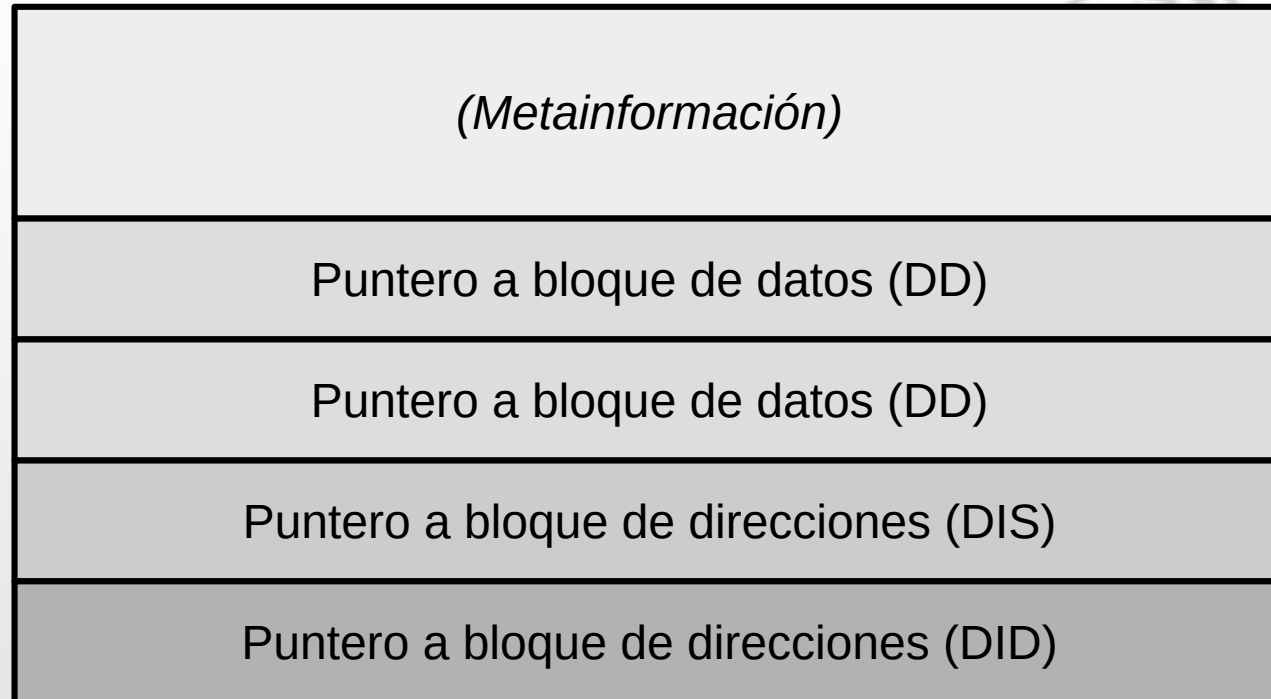 (Metainformación)
Puntero a bloque de datos (DD)
Puntero a bloque de datos (DD)
Puntero a bloque de direcciones (DIS)
Puntero a bloque de direcciones (DID)